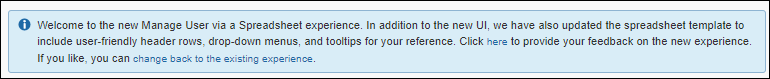 Welcome to the new Manage User via a Spreadsheet experience. In addition to the new UI, we have also updated the spreadsheet template to
include user-friendly header rows, drop-down menus, and tooltips for your reference. Click here to provide your feedback on the new experience.
If you like, you can change back to the existing experience.